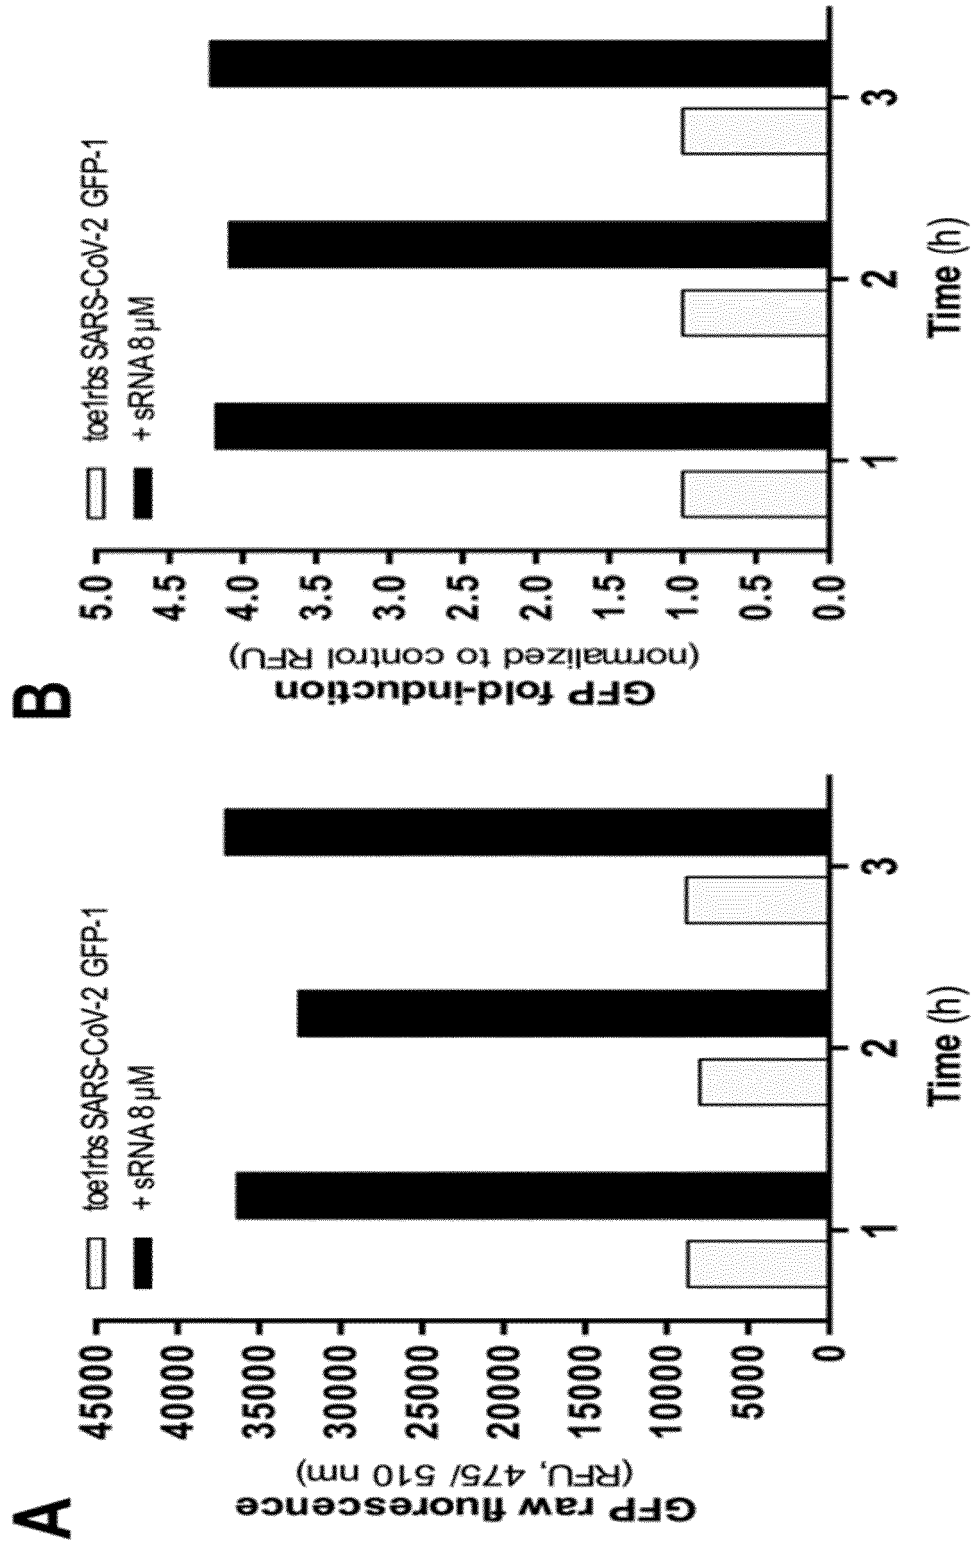 A
GFP raw fluorescence
(RFU, 475/ 510 nm)
45000
40000
35000
30000
25000
20000
15000
10000
5000
0
toe1rbs SARS-CoV-2 GFP-1
+ sRNA 8 µM
1
2
3
Time (h)
B
GFP fold-induction
(normalized to control RFU)
5.0
4.5
4.0
3.5
3.0
2.5
2.0
1.5
1.0
0.5
0.0
toe1rbs SARS-CoV-2 GFP-1
+ sRNA 8 µM
1
2
3
Time (h)